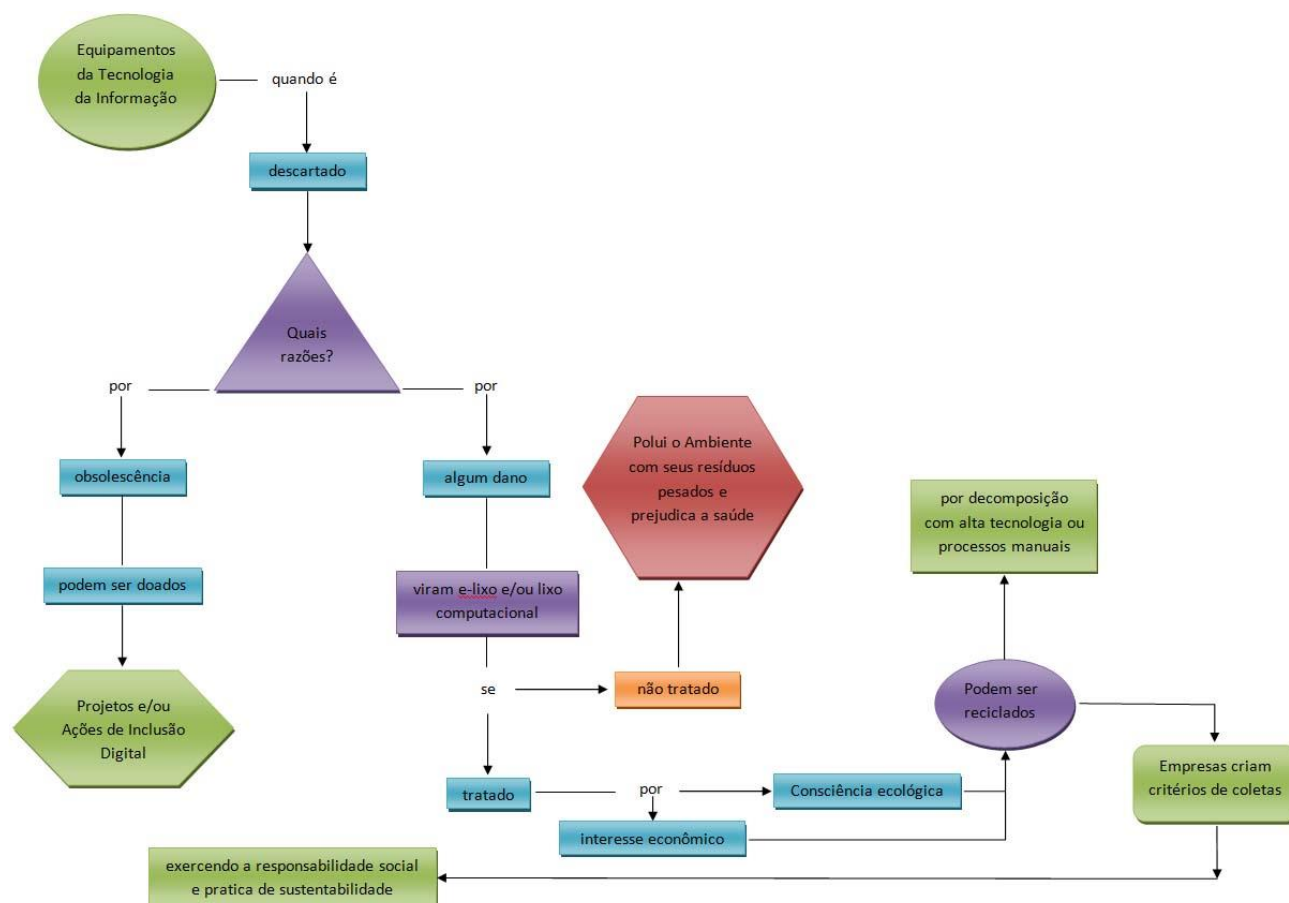 Equipamentos
da Tecnologia
da Informação
quando é
descartado
Quais
razões?
por
por
obsolescência
algum dano
podem ser doados
viram e-lixo e/ou lixo
computacional
Projetos e/ou
Ações de Inclusão
Digital
se
não tratado
Polui o Ambiente
com seus resíduos
pesados e
prejudica a saúde
tratado
por
Consciência ecológica
interesse econômico
Podem ser
reciclados
por decomposição
com alta tecnologia ou
processos manuais
Empresas criam
critérios de coletas
exercendo a responsabilidade social
e pratica de sustentabilidade